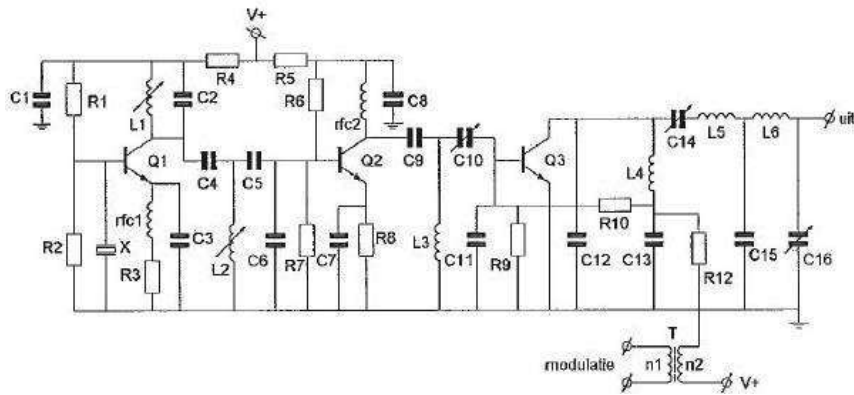 V+
R4 R5
C1 R1 L1 C2 R6 rfc2 C8
Q1 C4 C5 Q2 C9 C10 Q3 C14 L5 L6 uit
L4
rfc1 R10
R2 X C3 L2 C6 R7 C7 R8 L3 C11 R9 C12 C13 R12 C15 C16
R3
T
modulatie n1 n2 V+